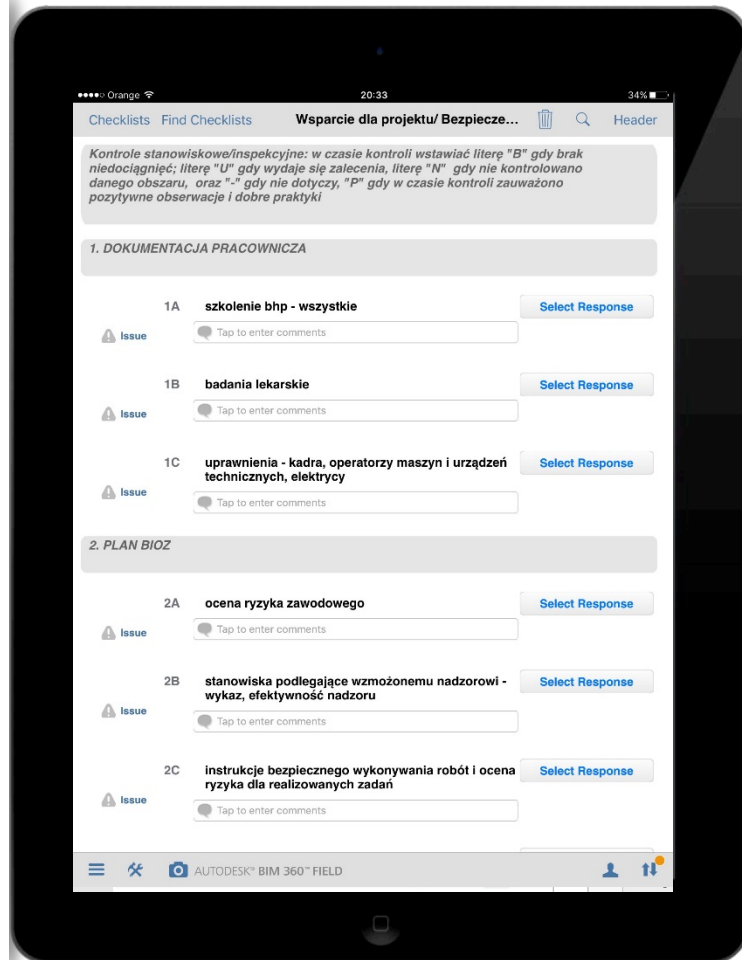 Orange 20:33 34%
Checklists Find Checklists Wsparcie dla projektu/ Bezpiecze... Header
Kontrole stanowiskowe/inspekcyjne: w czasie kontroli wstawiać literę "B" gdy brak
niedociągnięć; literę "U" gdy wydaje się zalecenia, literę "N" gdy nie kontrolowano
danego obszaru, oraz "-" gdy nie dotyczy, "P" gdy w czasie kontroli zauważono
pozytywne obserwacje i dobre praktyki
1. DOKUMENTACJA PRACOWNICZA
1A szkolenie bhp - wszystkie Select Response
Issue Tap to enter comments
1B badania lekarskie Select Response
Issue Tap to enter comments
1C uprawnienia - kadra, operatorzy maszyn i urządzeń Select Response
technicznych, elektrycy
Issue Tap to enter comments
2. PLAN BIOZ
2A ocena ryzyka zawodowego Select Response
Issue Tap to enter comments
2B stanowiska podlegające wzmożonemu nadzorowi - Select Response
wykaz, efektywność nadzoru
Issue Tap to enter comments
2C instrukcje bezpiecznego wykonywania robót i ocena Select Response
ryzyka dla realizowanych zadań
Issue Tap to enter comments
AUTODESK® BIM 360™ FIELD